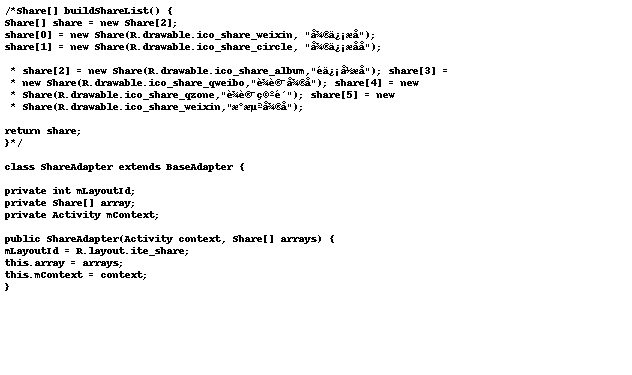 /*Share[] buildShareList() {
Share[] share = new Share[2];
share[0] = new Share(R.drawable.ico_share_weixin, "å¾®ä¿¡æå");
share[1] = new Share(R.drawable.ico_share_circle, "å¾®ä¿¡æåå");
* share[2] = new Share(R.drawable.ico_share_album,"éä¿¡å½æå"); share[3] =
* new Share(R.drawable.ico_share_qweibo,"è¾è®¯å¾®å"); share[4] = new
* Share(R.drawable.ico_share_qzone,"è¾è®¯ç©ºé´"); share[5] = new
* Share(R.drawable.ico_share_weixin,"æ°æµªå¾®å");
return share;
}*/
class ShareAdapter extends BaseAdapter {
private int mLayoutId;
private Share[] array;
private Activity mContext;
public ShareAdapter(Activity context, Share[] arrays) {
mLayoutId = R.layout.ite_share;
this.array = arrays;
this.mContext = context;
}